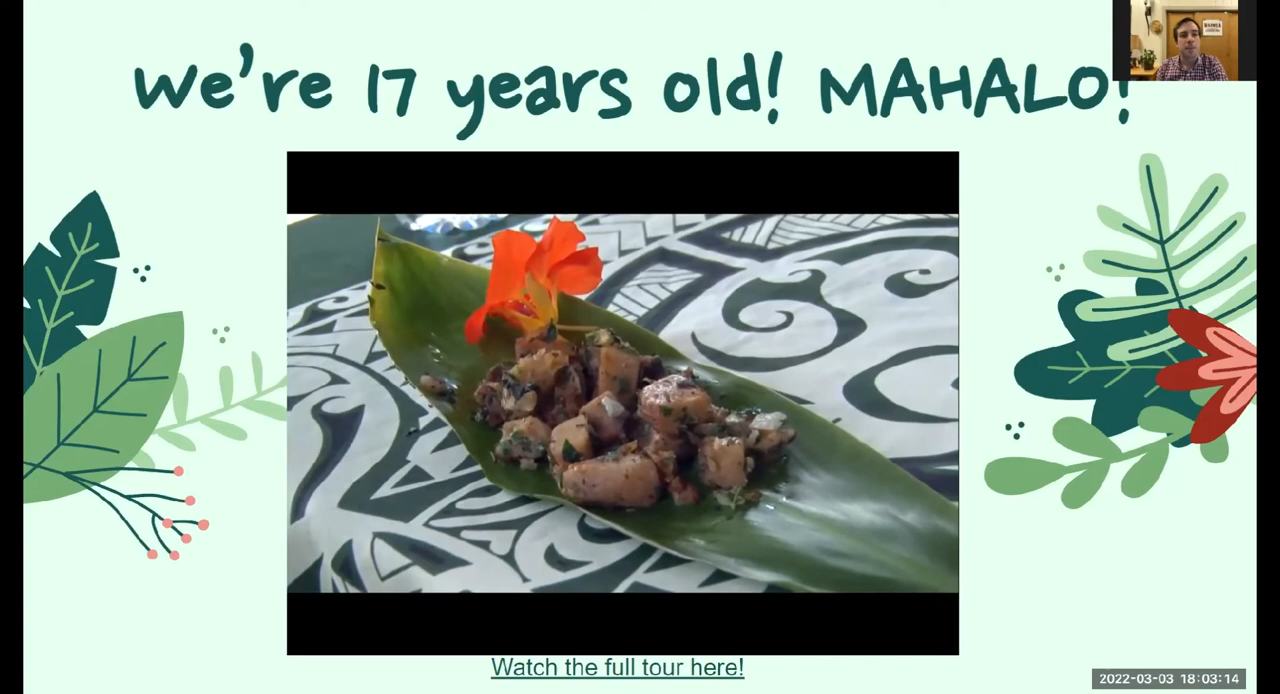 We're 17 years old! MAHALO!
Watch the full tour here!
2022-03-03 18:03:14